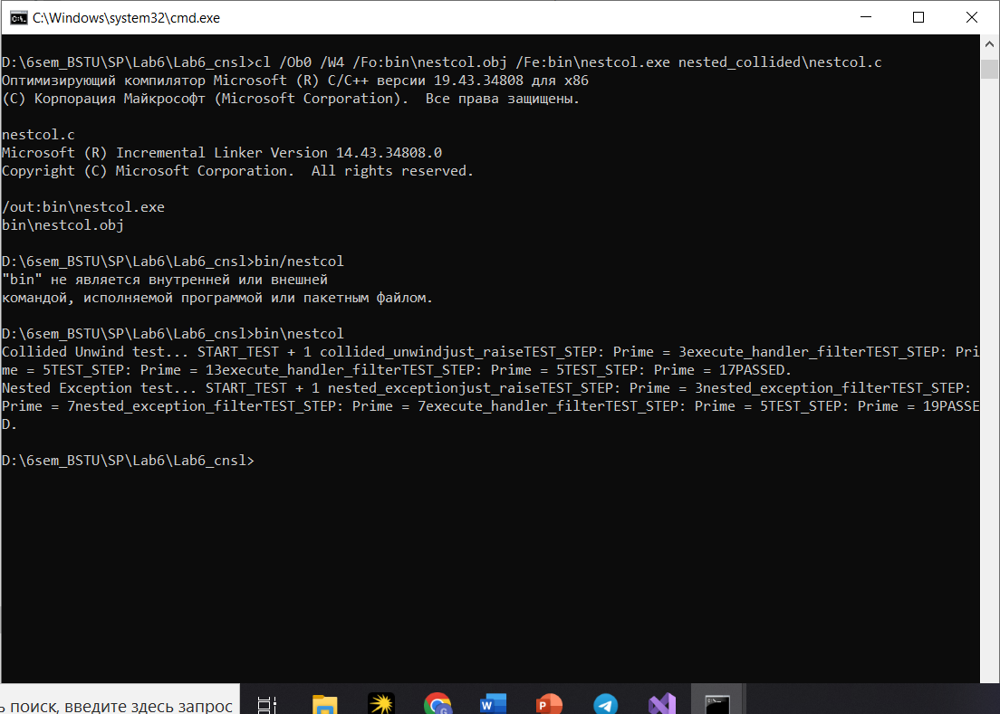 C:\Windows\system32\cmd.exe
D:\6sem_BSTU\SP\Lab6\Lab6_cnsl>cl /Ob0 /W4 /Fo:bin\nestcol.obj /Fe:bin\nestcol.exe nested_collided\nestcol.c
Оптимизирующий компилятор Microsoft (R) C/C++ версии 19.43.34808 для x86
(C) Корпорация Майкрософт (Microsoft Corporation).  Все права защищены.
nestcol.c
Microsoft (R) Incremental Linker Version 14.43.34808.0
Copyright (C) Microsoft Corporation.  All rights reserved.
/out:bin\nestcol.exe
bin\nestcol.obj
D:\6sem_BSTU\SP\Lab6\Lab6_cnsl>bin/nestcol
"bin" не является внутренней или внешней
командой, исполняемой программой или пакетным файлом.
D:\6sem_BSTU\SP\Lab6\Lab6_cnsl>bin\nestcol
Collided Unwind test... START_TEST + 1 collided_unwindjust_raiseTEST_STEP: Prime = 3execute_handler_filterTEST_STEP: Pri
me = 5TEST_STEP: Prime = 13execute_handler_filterTEST_STEP: Prime = 5TEST_STEP: Prime = 17PASSED.
Nested Exception test... START_TEST + 1 nested_exceptionjust_raiseTEST_STEP: Prime = 3nested_exception_filterTEST_STEP:
Prime = 7nested_exception_filterTEST_STEP: Prime = 7execute_handler_filterTEST_STEP: Prime = 5TEST_STEP: Prime = 19PASSE
D.
D:\6sem_BSTU\SP\Lab6\Lab6_cnsl>
ь поиск, введите здесь запрос